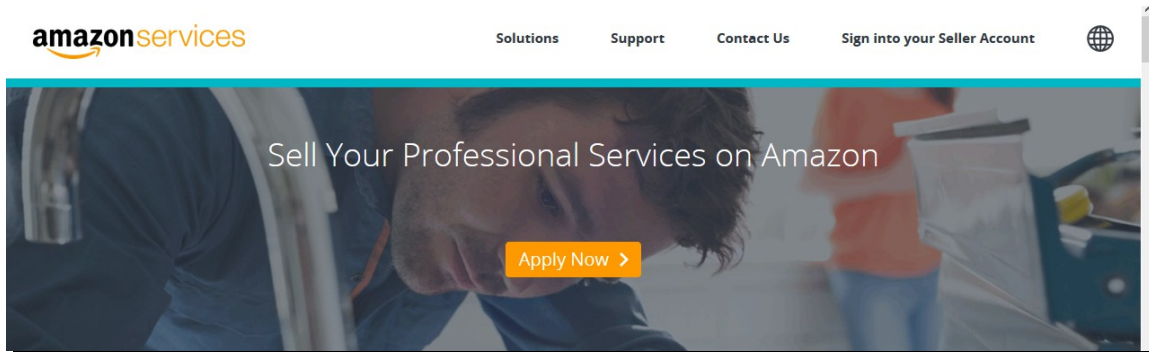 amazonservices
Solutions Support Contact Us Sign into your Seller Account
Sell Your Professional Services on Amazon
Apply Now